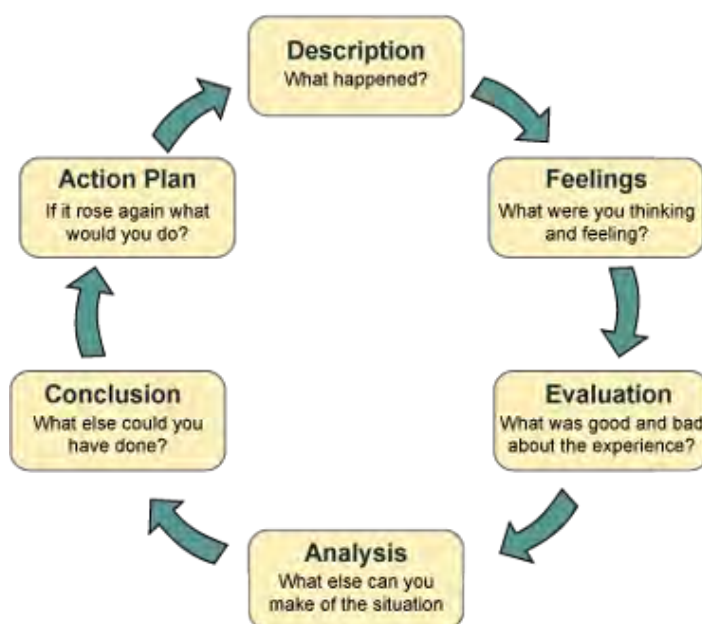 Description
What happened?
Feelings
What were you thinking
and feeling?
Evaluation
What was good and bad
about the experience?
Analysis
What else can you
make of the situation
Conclusion
What else could you
have done?
Action Plan
If it rose again what
would you do?